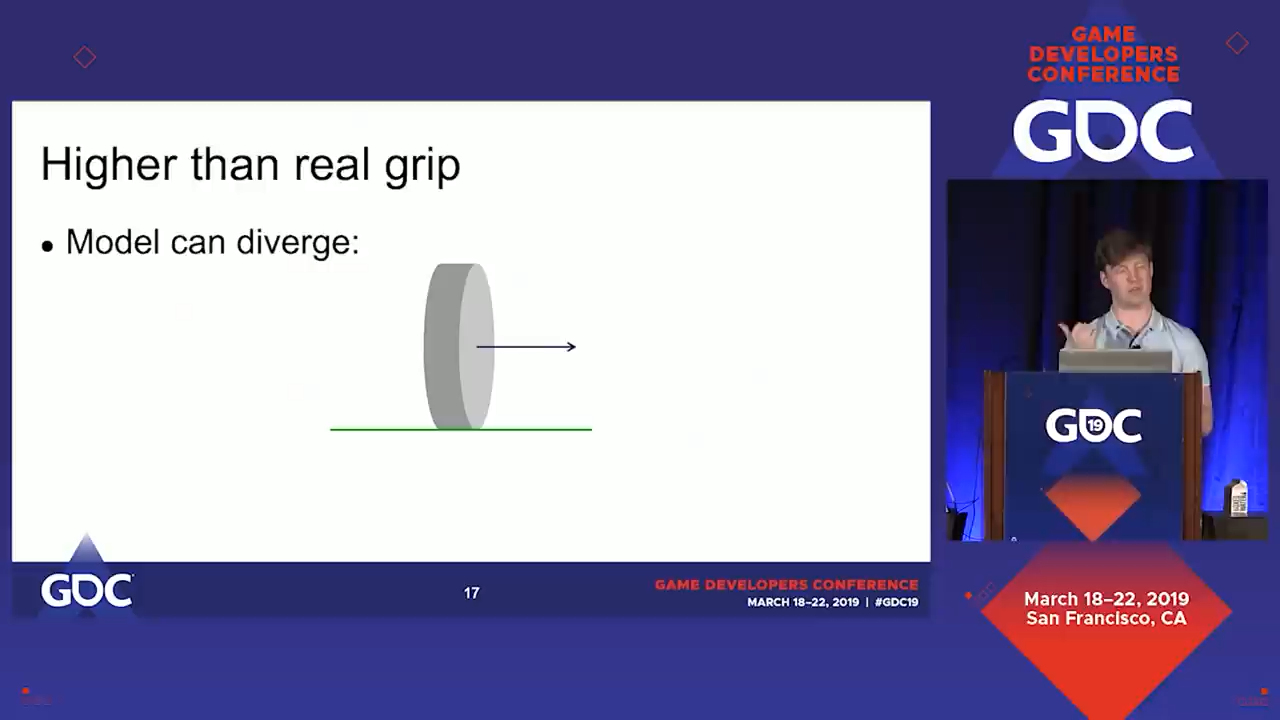 Higher than real grip
● Model can diverge:
GDC
17
GAME DEVELOPERS CONFERENCE
MARCH 18–22, 2019 | #GDC19
GAME
DEVELOPERS
CONFERENCE
GDC
GDC
19
March 18–22, 2019
San Francisco, CA